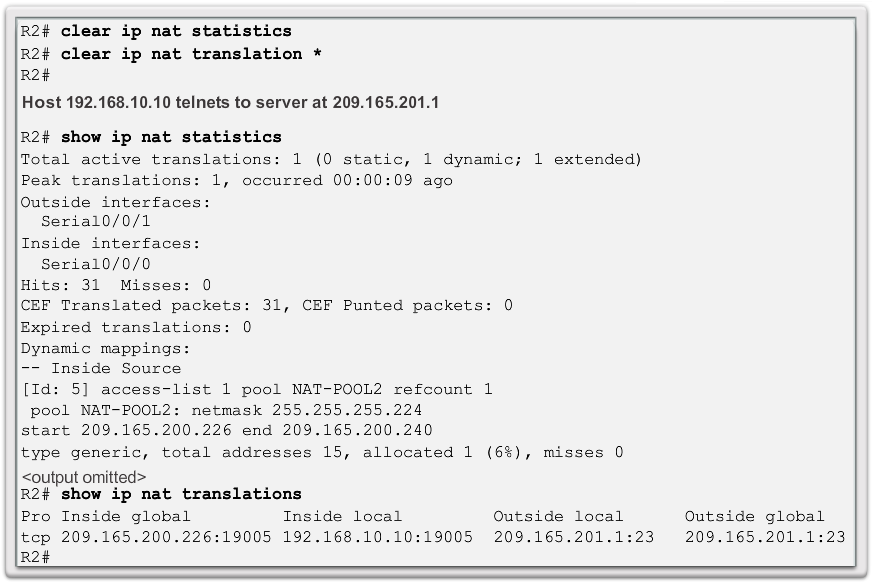 R2# clear ip nat statistics
R2# clear ip nat translation *
R2#
Host 192.168.10.10 telnets to server at 209.165.201.1
R2# show ip nat statistics
Total active translations: 1 (0 static, 1 dynamic; 1 extended)
Peak translations: 1, occurred 00:00:09 ago
Outside interfaces:
  Serial0/0/1
Inside interfaces:
  Serial0/0/0
Hits: 31  Misses: 0
CEF Translated packets: 31, CEF Punted packets: 0
Expired translations: 0
Dynamic mappings:
-- Inside Source
[Id: 5] access-list 1 pool NAT-POOL2 refcount 1
 pool NAT-POOL2: netmask 255.255.255.224
start 209.165.200.226 end 209.165.200.240
type generic, total addresses 15, allocated 1 (6%), misses 0
<output omitted>
R2# show ip nat translations
Pro Inside global         Inside local         Outside local      Outside global
tcp 209.165.200.226:19005 192.168.10.10:19005  209.165.201.1:23   209.165.201.1:23
R2#